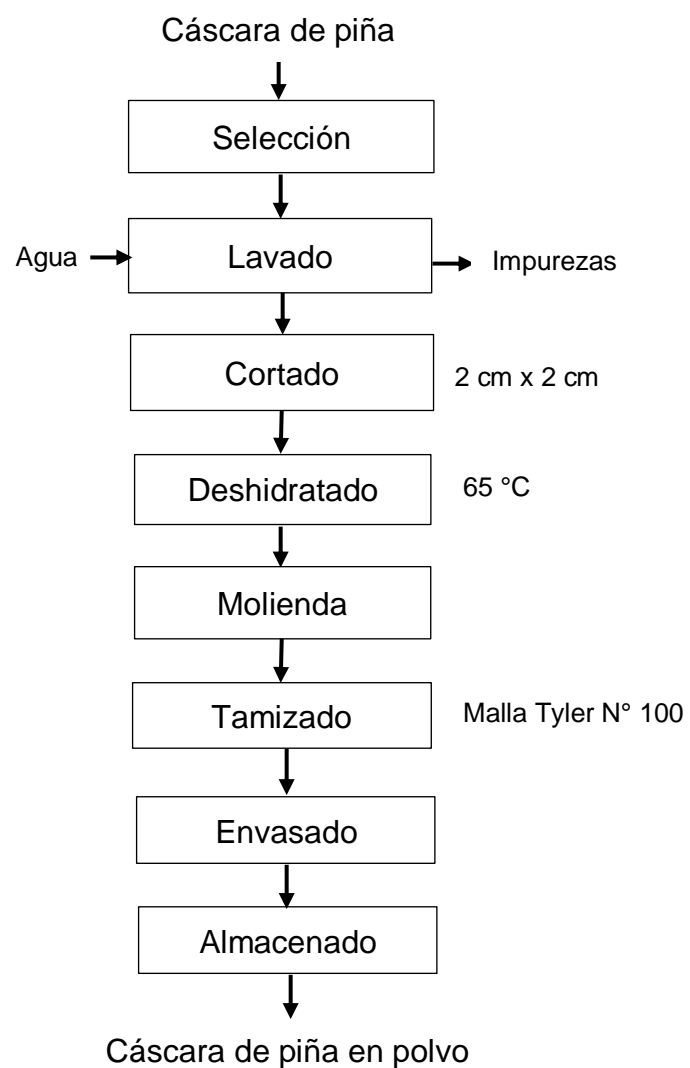 Cáscara de piña
Selección
Agua
Lavado
Impurezas
Cortado
2 cm x 2 cm
Deshidratado
65 °C
Molienda
Tamizado
Malla Tyler N° 100
Envasado
Almacenado
Cáscara de piña en polvo